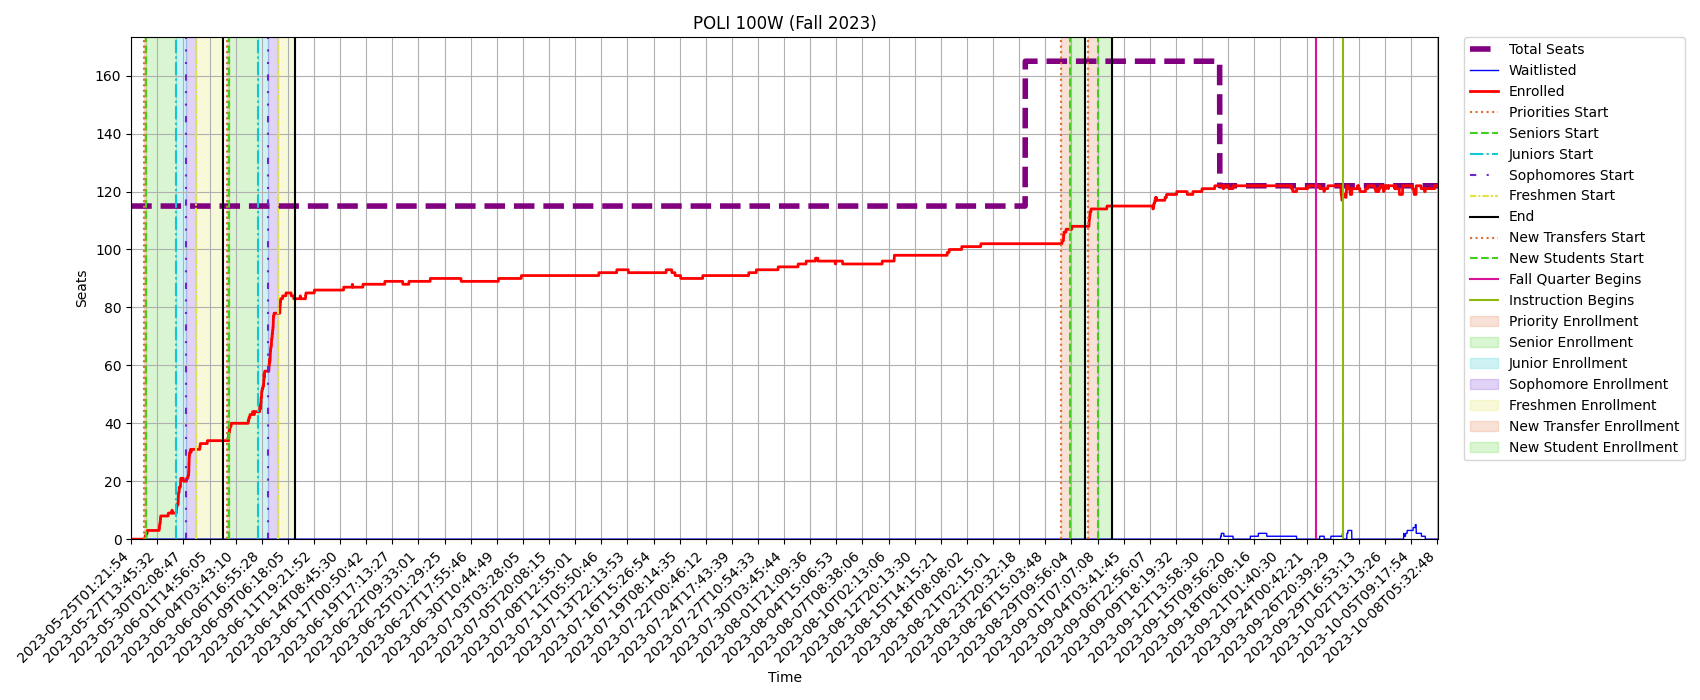 POLI 100W (Fall 2023)
Seats
160
140
120
100
80
60
40
20
0
2023-05-25T01:21:54
2023-05-27T13:45:32
2023-05-30T02:08:47
2023-06-01T14:56:05
2023-06-04T03:43:10
2023-06-06T16:55:28
2023-06-09T06:18:05
2023-06-11T19:21:52
2023-06-14T08:45:30
2023-06-17T00:50:42
2023-06-19T17:13:27
2023-06-22T09:33:01
2023-06-25T01:29:25
2023-06-27T17:55:46
2023-06-30T10:44:49
2023-07-03T03:28:05
2023-07-05T20:08:15
2023-07-08T12:55:01
2023-07-11T05:50:46
2023-07-13T22:13:53
2023-07-16T15:26:54
2023-07-19T08:14:35
2023-07-22T00:46:12
2023-07-24T17:43:39
2023-07-27T10:54:33
2023-07-30T03:45:44
2023-08-01T21:09:36
2023-08-04T15:06:53
2023-08-07T08:38:06
2023-08-10T02:13:06
2023-08-12T20:13:30
2023-08-15T14:15:21
2023-08-18T08:08:02
2023-08-21T02:15:01
2023-08-23T20:32:18
2023-08-26T15:03:48
2023-08-29T09:56:04
2023-09-01T07:07:08
2023-09-04T03:41:45
2023-09-06T22:56:07
2023-09-09T18:19:32
2023-09-12T13:58:30
2023-09-15T09:56:20
2023-09-18T06:08:16
2023-09-21T01:40:30
2023-09-24T00:42:21
2023-09-26T20:39:29
2023-09-29T16:53:13
2023-10-02T13:13:26
2023-10-05T09:17:54
2023-10-08T05:32:48
Time
Total Seats
Waitlisted
Enrolled
Priorities Start
Seniors Start
Juniors Start
Sophomores Start
Freshmen Start
End
New Transfers Start
New Students Start
Fall Quarter Begins
Instruction Begins
Priority Enrollment
Senior Enrollment
Junior Enrollment
Sophomore Enrollment
Freshmen Enrollment
New Transfer Enrollment
New Student Enrollment